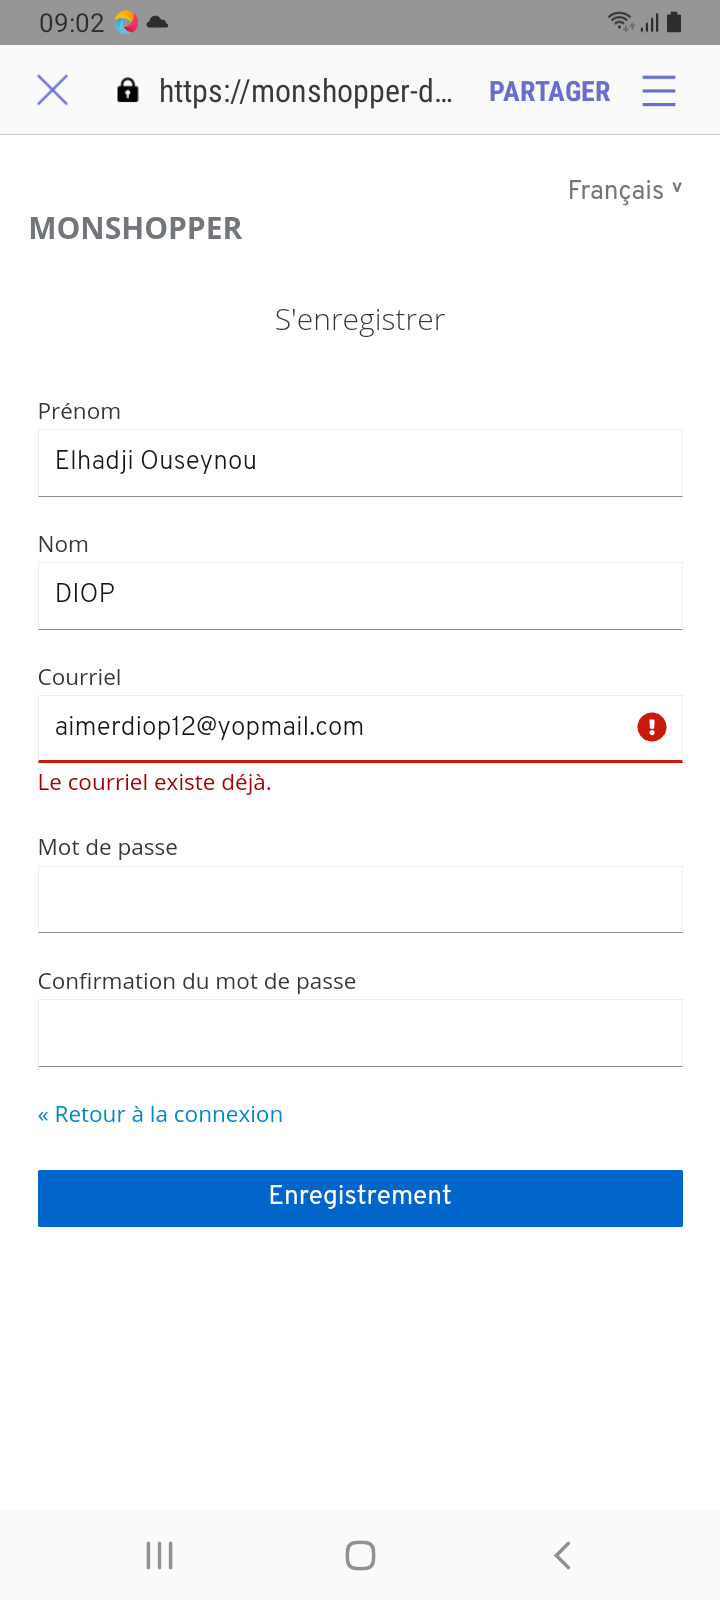 09:02
https://monshopper-d... PARTAGER
Français
MONSHOPPER
S'enregistrer
Prénom
Elhadji Ouseynou
Nom
DIOP
Courriel
aimerdiop12@yopmail.com
Le courriel existe déjà.
Mot de passe
Confirmation du mot de passe
« Retour à la connexion
Enregistrement